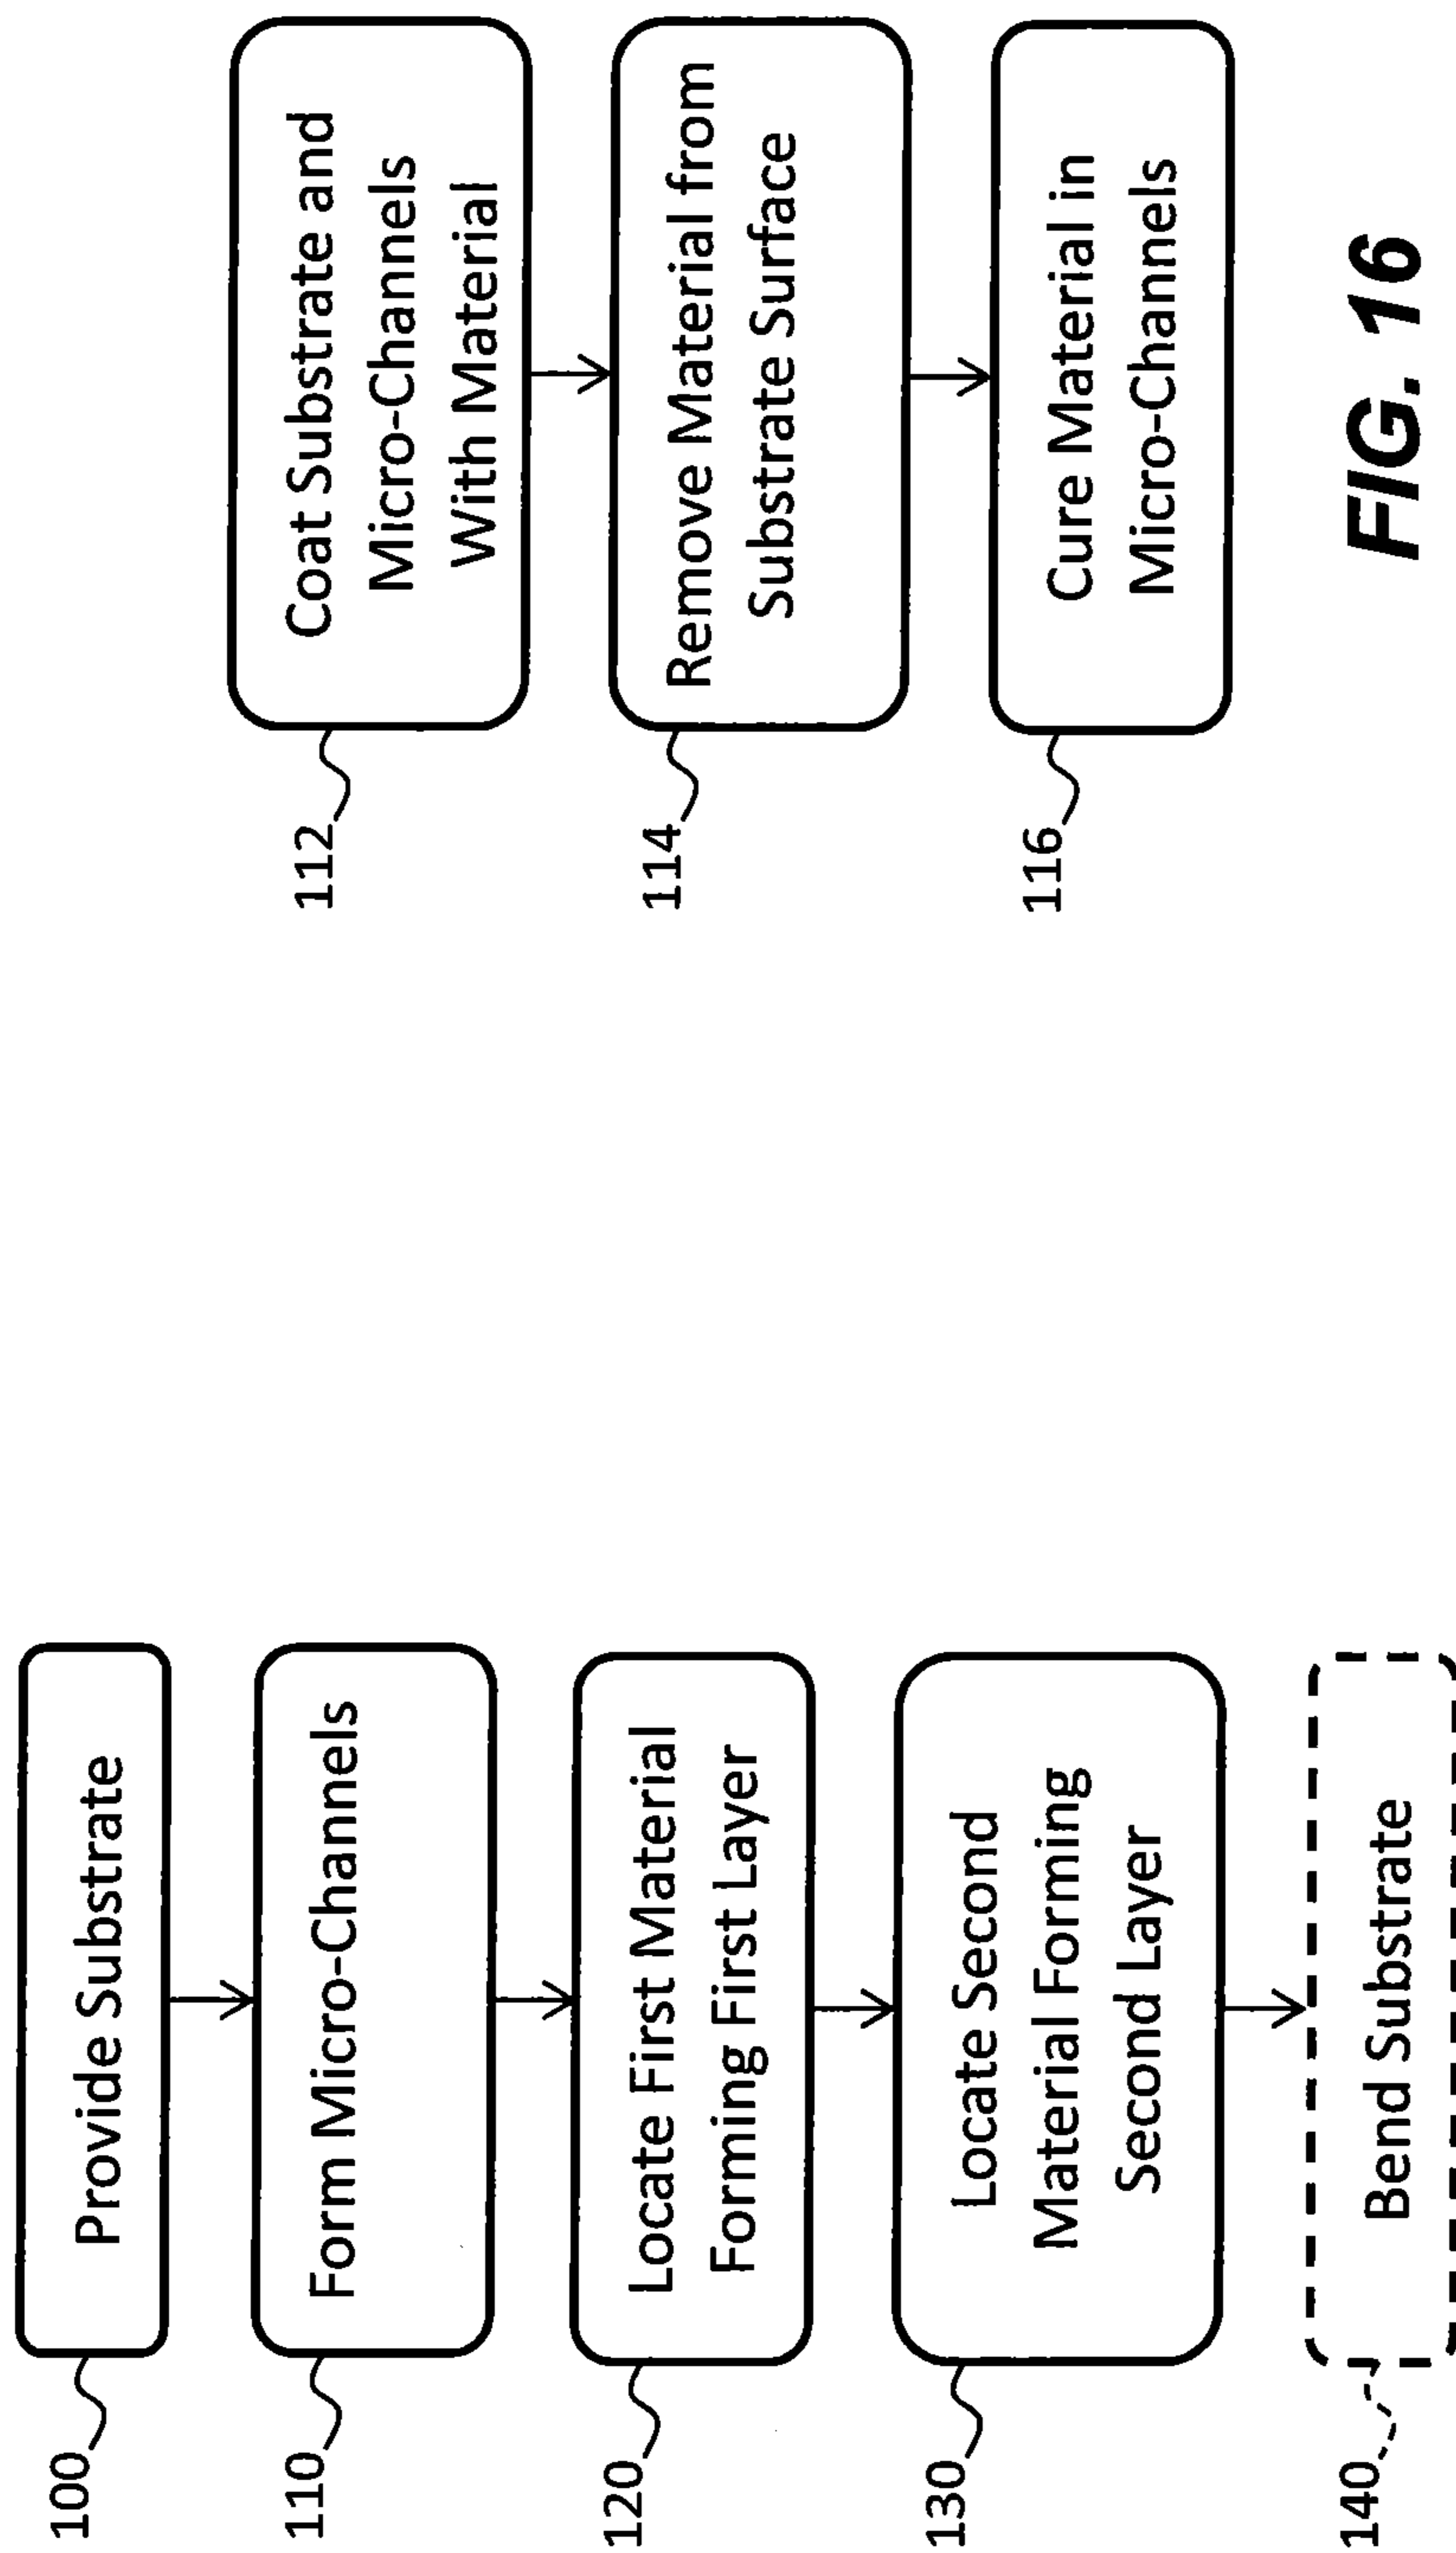 100
Provide Substrate
110
Form Micro-Channels
120
Locate First Material
Forming First Layer
130
Locate Second
Material Forming
Second Layer
140
Bend Substrate
112
Coat Substrate and
Micro-Channels
With Material
114
Remove Material from
Substrate Surface
116
Cure Material in
Micro-Channels
FIG. 16